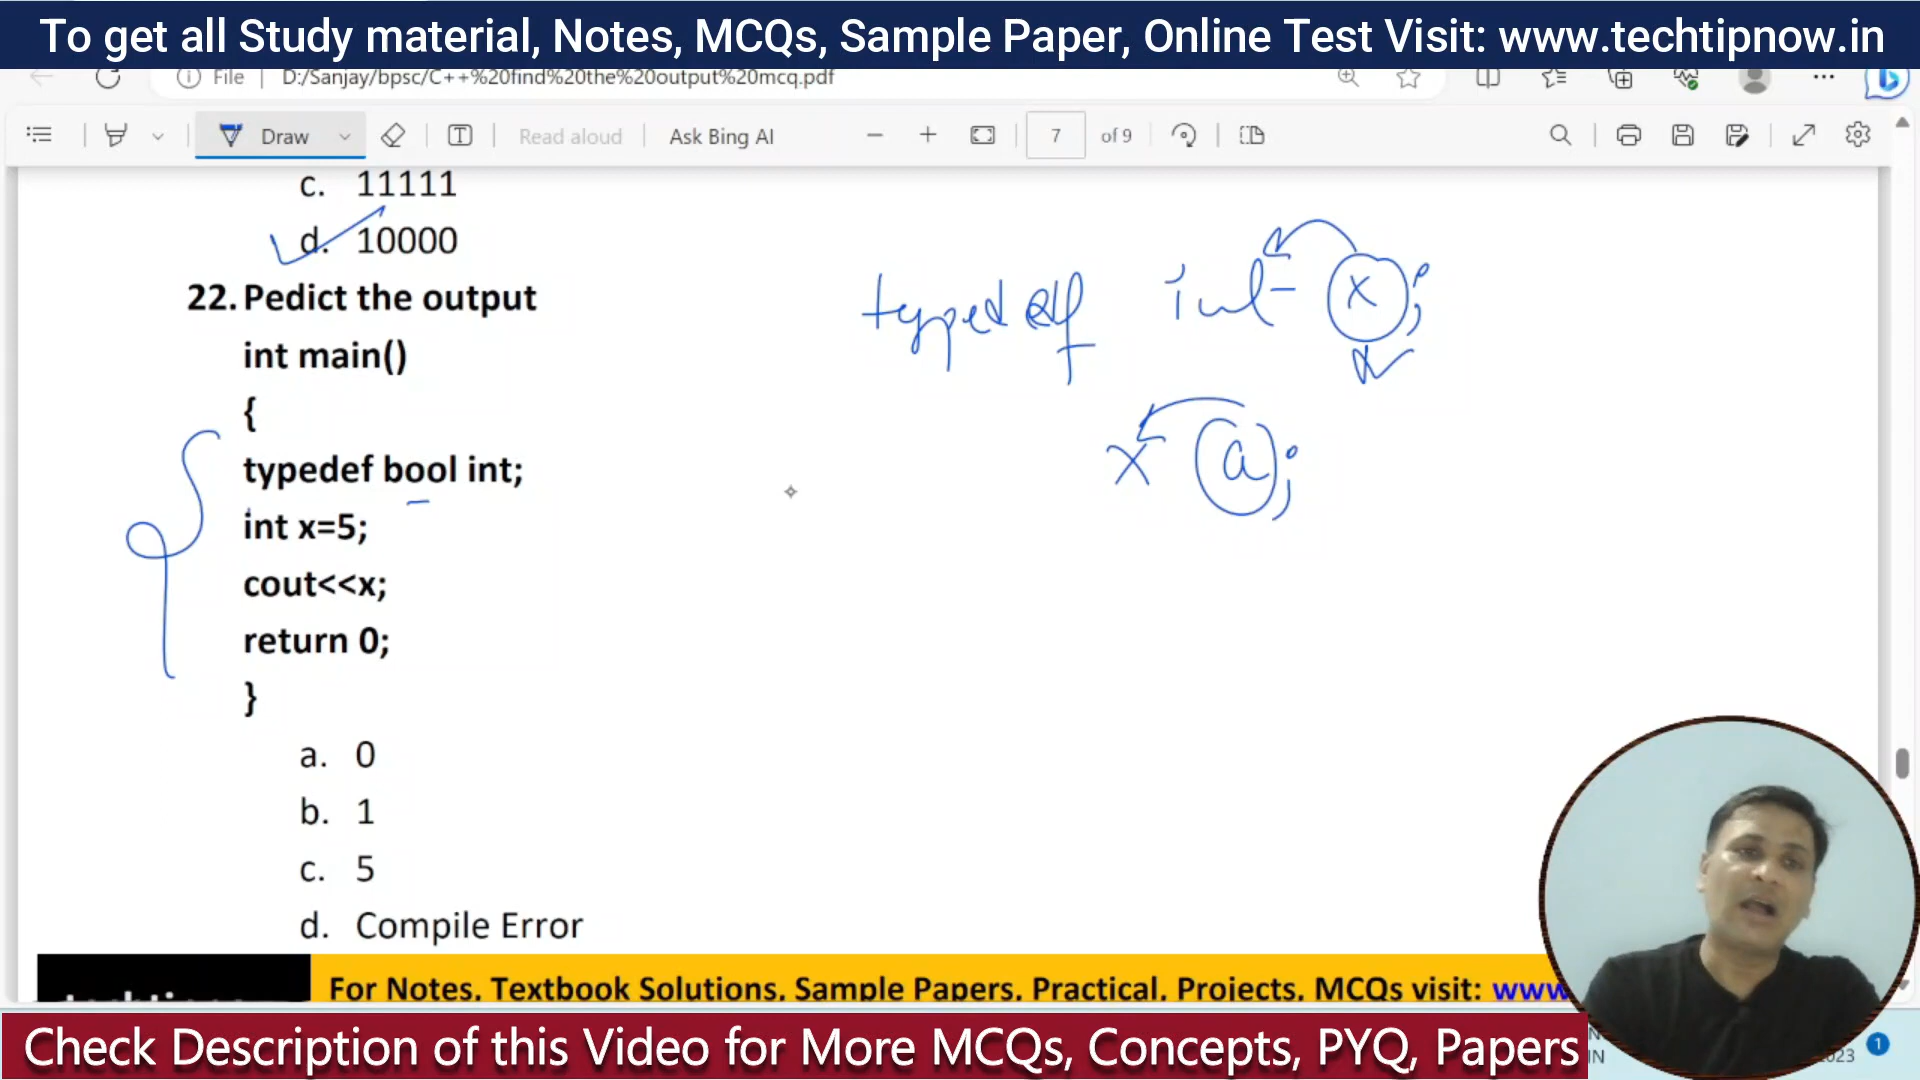 To get all Study material, Notes, MCQs, Sample Paper, Online Test Visit: www.techtipnow.in
File | D:/Sanjay/bpsc/C++%20find%20the%20output%20mcq.pdf
Draw Read aloud Ask Bing AI 7 of 9
c. 11111
d. 10000
22. Pedict the output
int main()
{
typedef bool int;
int x=5;
cout<<x;
return 0;
}
a. 0
b. 1
c. 5
d. Compile Error
typedef int x;
x a;
For Notes, Textbook Solutions, Sample Papers, Practical, Projects, MCQs visit: www
Check Description of this Video for More MCQs, Concepts, PYQ, Papers
IN
1